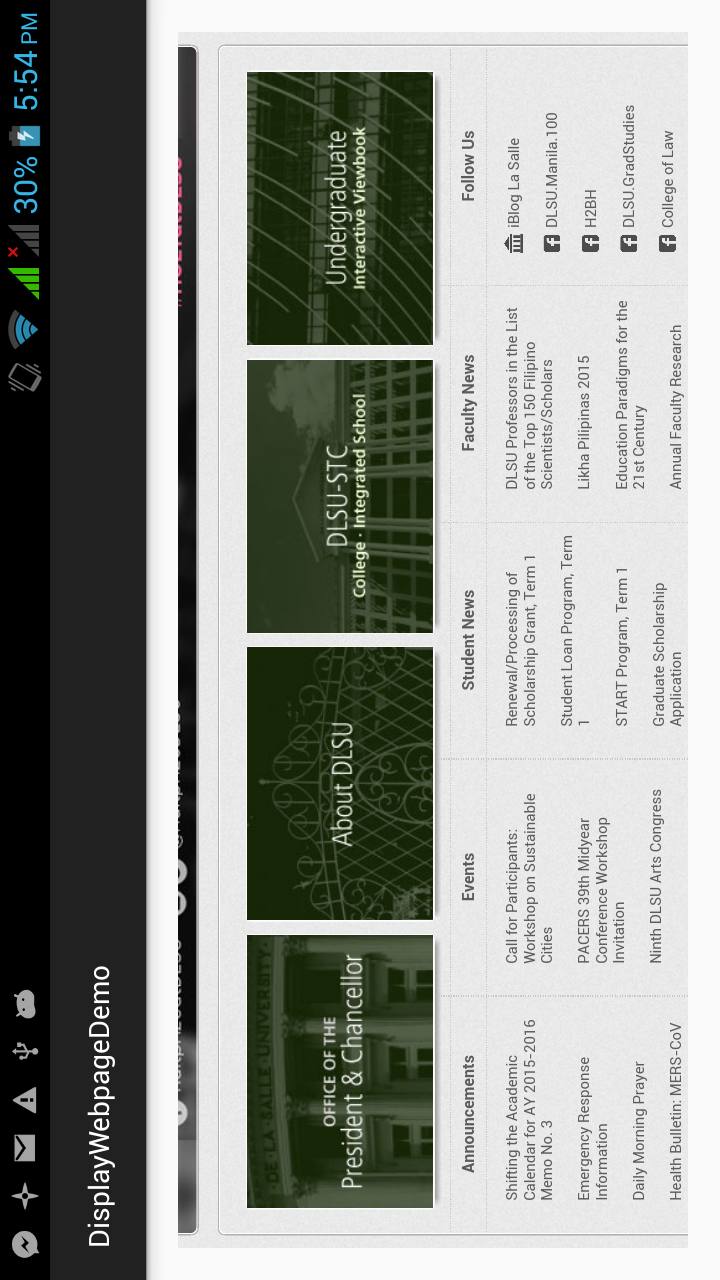 30% 5:54 PM
DisplayWebpageDemo
DE LA SALLE UNIVERSITY
OFFICE OF THE
President & Chancellor
About DLSU
DLSU-STC
College · Integrated School
Undergraduate
Interactive Viewbook
Announcements
Shifting the Academic
Calendar for AY 2015-2016
Memo No. 3
Emergency Response
Information
Daily Morning Prayer
Health Bulletin: MERS-CoV
Events
Call for Participants:
Workshop on Sustainable
Cities
PACERS 39th Midyear
Conference Workshop
Invitation
Ninth DLSU Arts Congress
Student News
Renewal/Processing of
Scholarship Grant, Term 1
Student Loan Program, Term
1
START Program, Term 1
Graduate Scholarship
Application
Faculty News
DLSU Professors in the List
of the Top 150 Filipino
Scientists/Scholars
Likha Pilipinas 2015
Education Paradigms for the
21st Century
Annual Faculty Research
Follow Us
iBlog La Salle
DLSU.Manila.100
H2BH
DLSU.GradStudies
College of Law